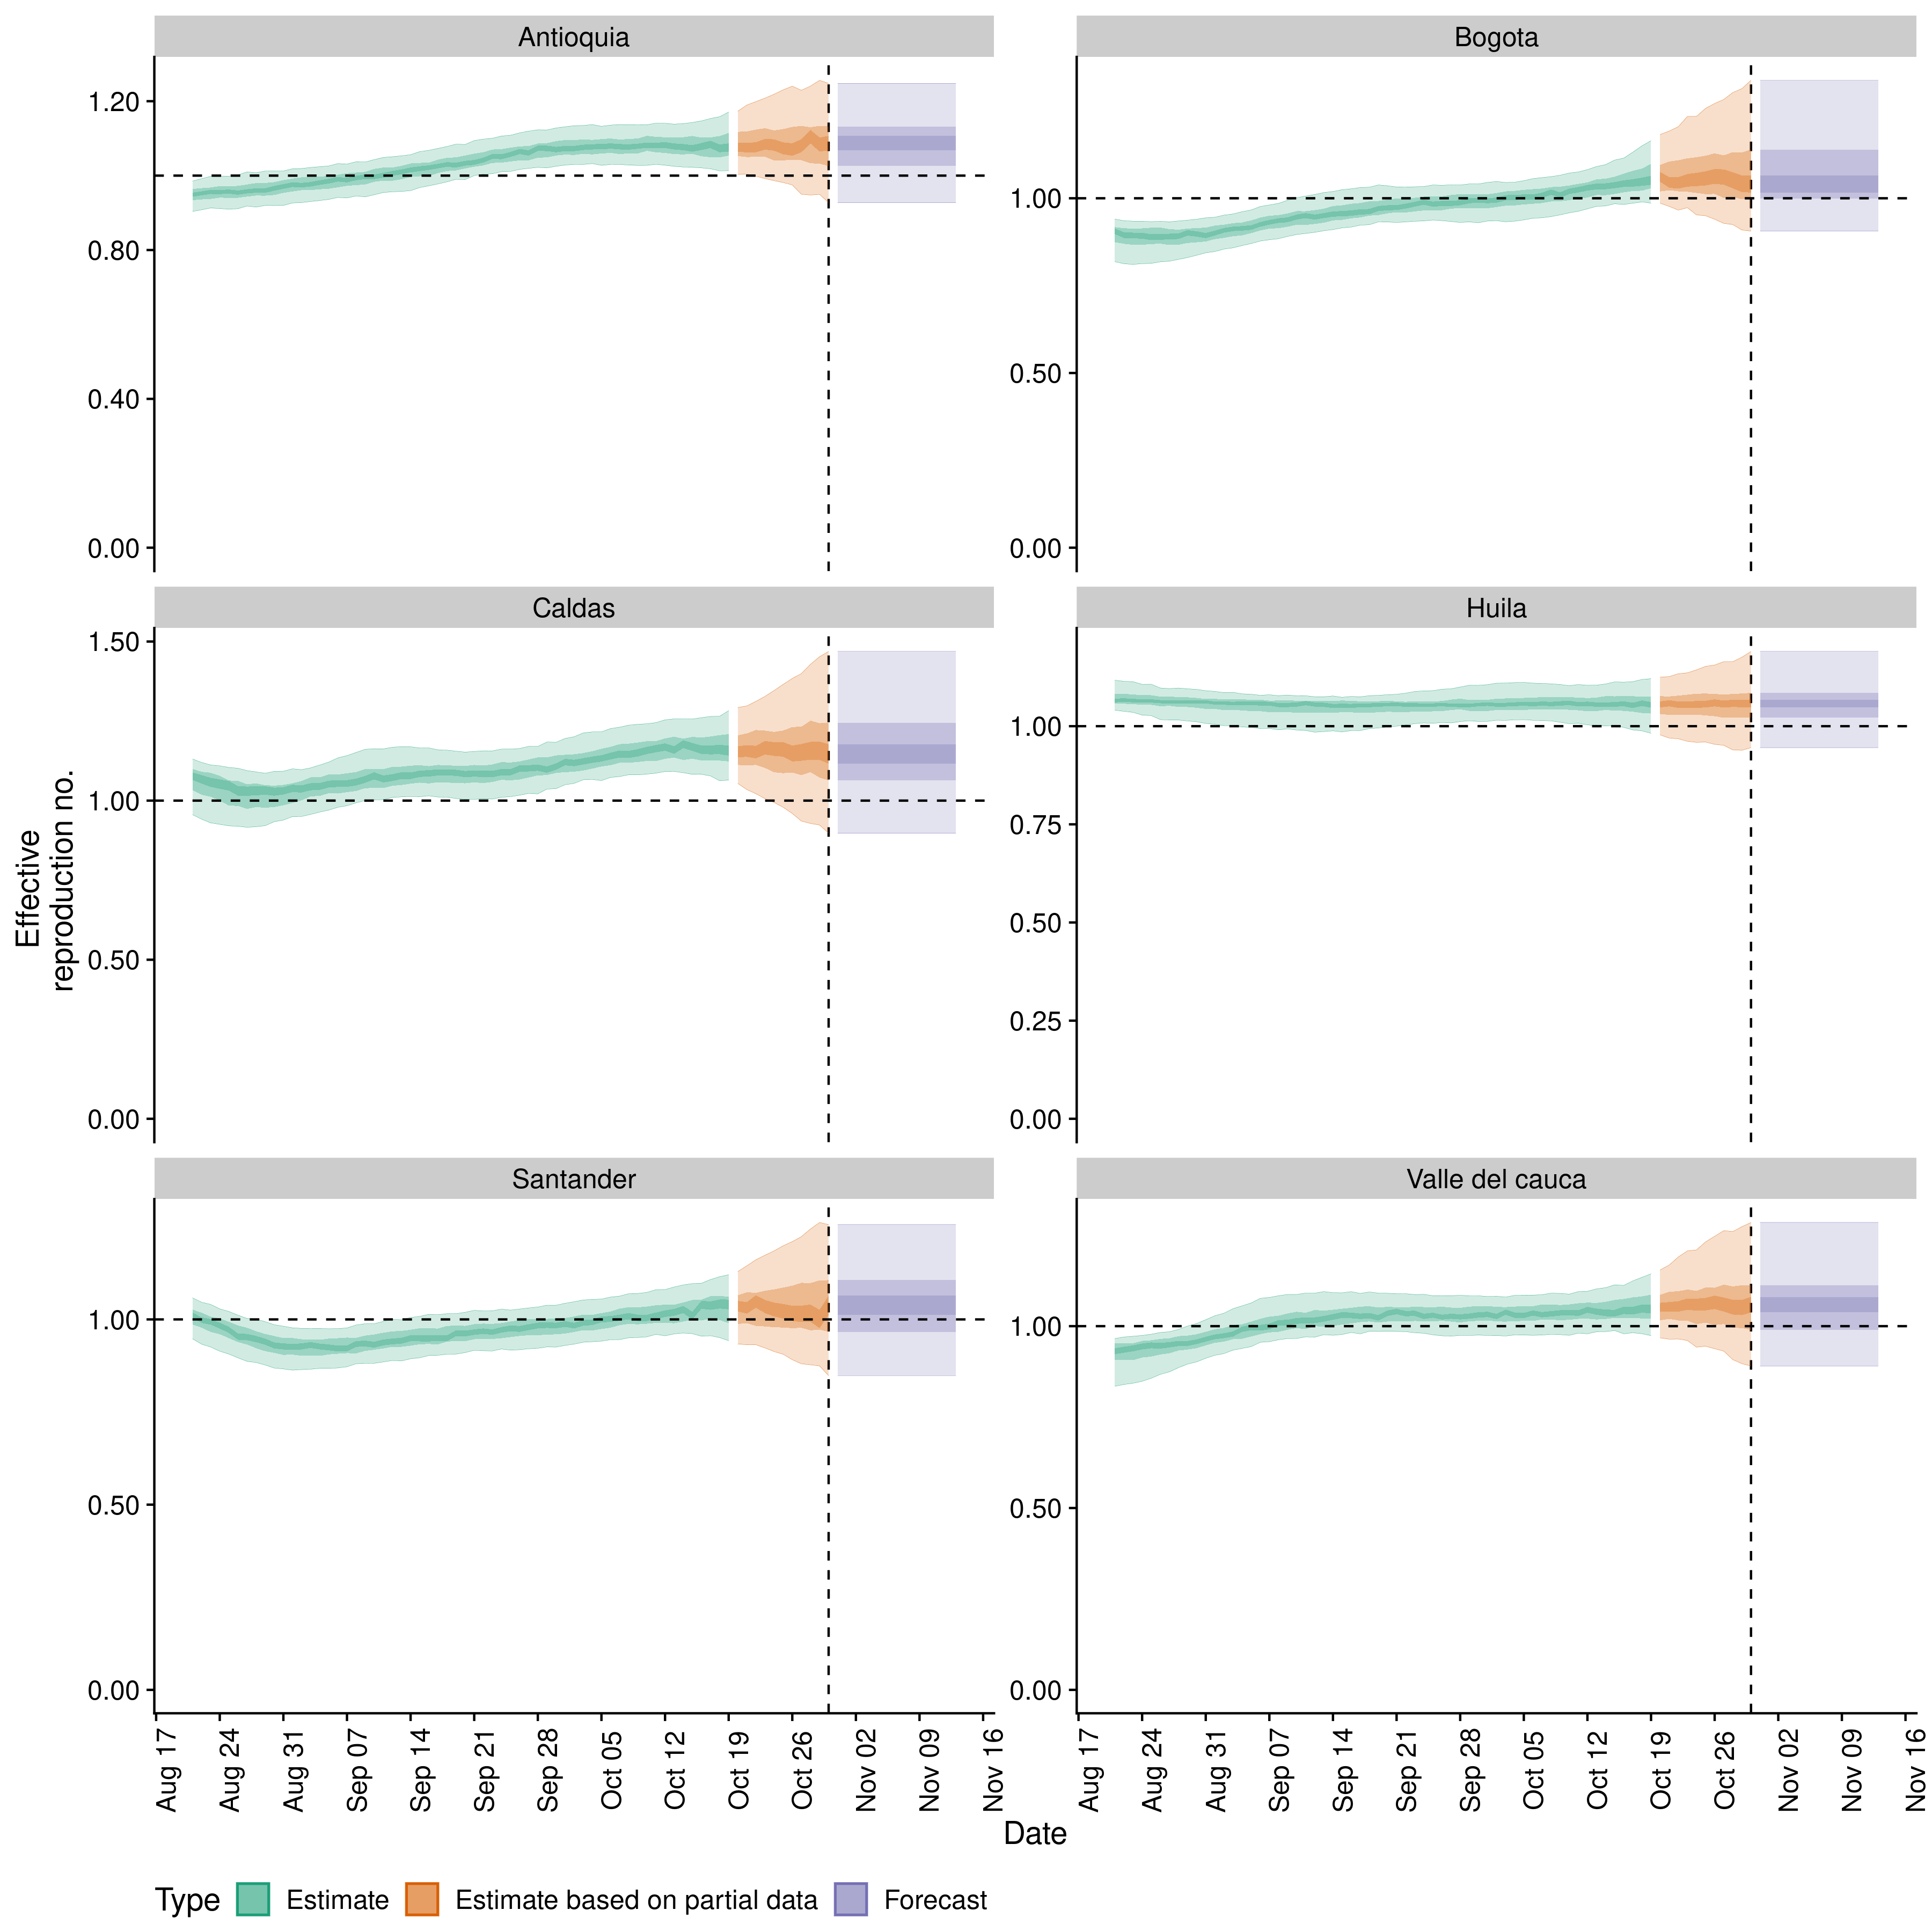 Antioquia
Bogota
1.20
0.80
0.40
0.00
1.00
0.50
0.00
Caldas
Huila
1.50
1.00
0.50
0.00
1.00
0.75
0.50
0.25
0.00
Effective
reproduction no.
Santander
Valle del cauca
1.00
0.50
0.00
1.00
0.50
0.00
Aug 17
Aug 24
Aug 31
Sep 07
Sep 14
Sep 21
Sep 28
Oct 05
Oct 12
Oct 19
Oct 26
Nov 02
Nov 09
Nov 16
Aug 17
Aug 24
Aug 31
Sep 07
Sep 14
Sep 21
Sep 28
Oct 05
Oct 12
Oct 19
Oct 26
Nov 02
Nov 09
Nov 16
Date
Type Estimate Estimate based on partial data Forecast